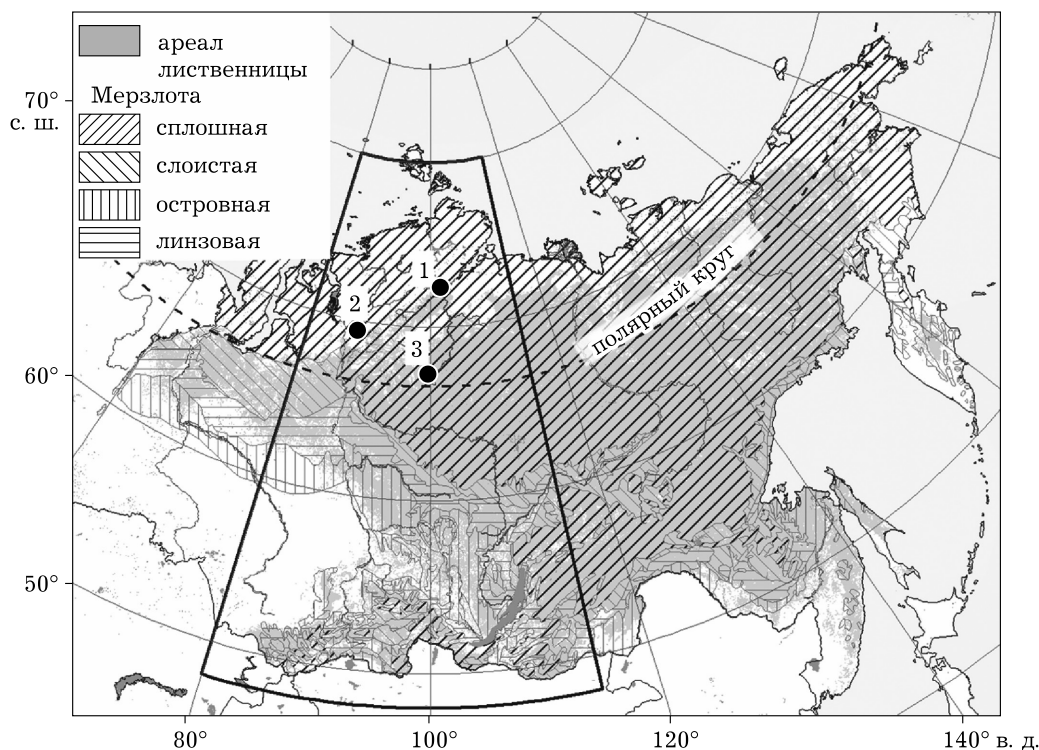 ареал
лиственницы
Мерзлота
сплошная
слоистая
островная
линзовая
70°
с. ш.
60°
50°
1
2
3
полярный круг
80°
100°
120°
140° в. д.